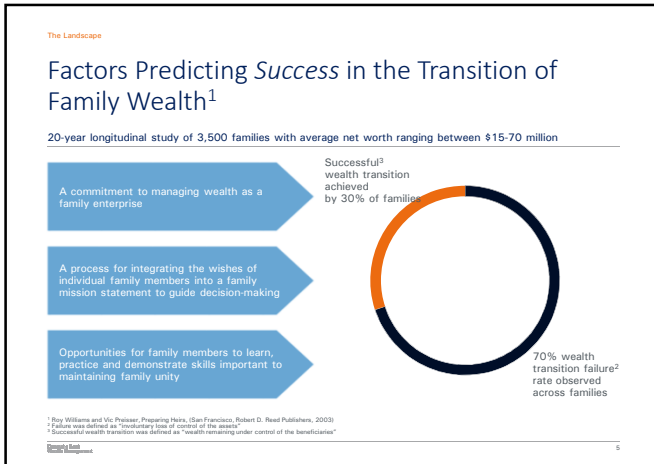 The Landscape
Factors Predicting Success in the Transition of
Family Wealth¹
20-year longitudinal study of 3,500 families with average net worth ranging between $15-70 million
A commitment to managing wealth as a
family enterprise
A process for integrating the wishes of
individual family members into a family
mission statement to guide decision-making
Opportunities for family members to learn,
practice and demonstrate skills important to
maintaining family unity
Successful³
wealth transition
achieved
by 30% of families
70% wealth
transition failure²
rate observed
across families
¹ Roy Williams and Vic Preisser, Preparing Heirs, (San Francisco, Robert D. Reed Publishers, 2003)
² Failure was defined as “involuntary loss of control of the assets”
³ Successful wealth transition was defined as “wealth remaining under control of the beneficiaries”
5